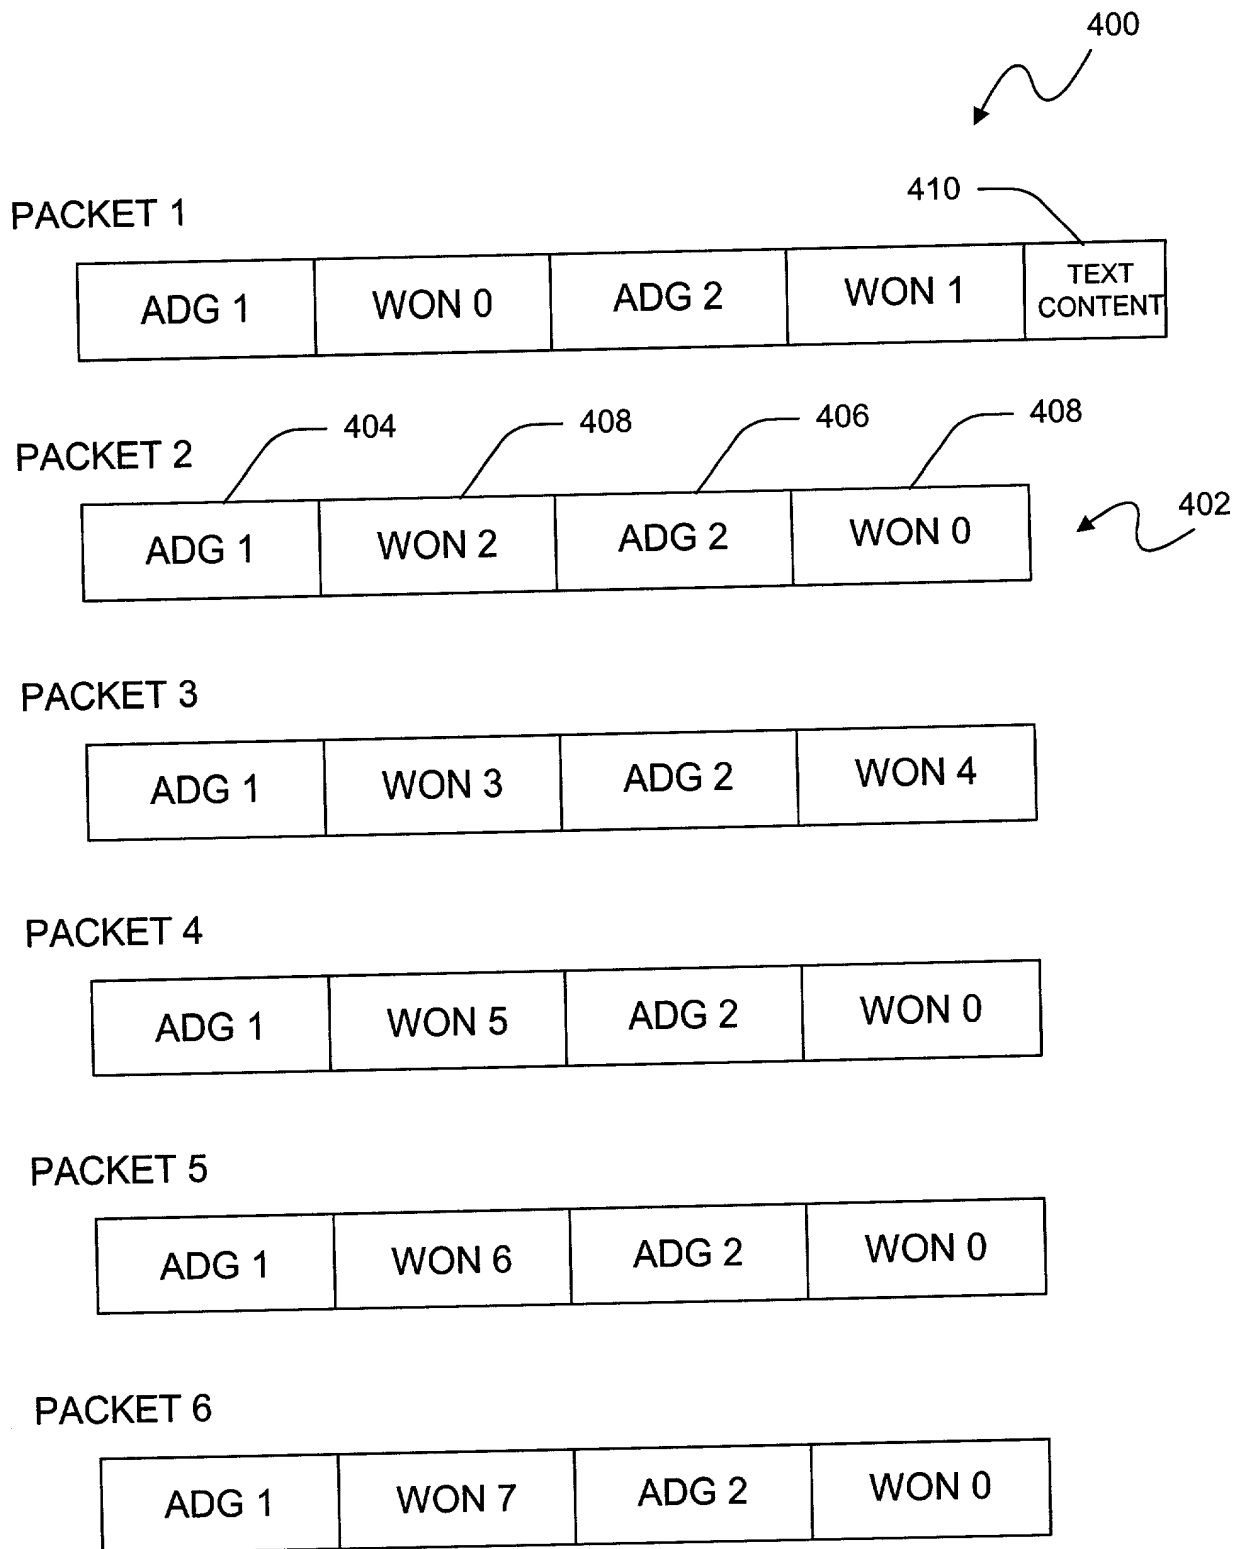 400
410
PACKET 1
ADG 1 WON 0 ADG 2 WON 1 TEXT CONTENT
404 408 406 408
PACKET 2
402
ADG 1 WON 2 ADG 2 WON 0
PACKET 3
ADG 1 WON 3 ADG 2 WON 4
PACKET 4
ADG 1 WON 5 ADG 2 WON 0
PACKET 5
ADG 1 WON 6 ADG 2 WON 0
PACKET 6
ADG 1 WON 7 ADG 2 WON 0